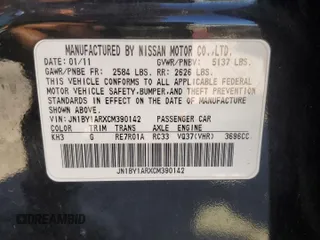 MANUFACTURED BY NISSAN MOTOR CO.,LTD.
DATE: 01/11 GVWR/PNBV: 5137 LBS.
GAWR/PNBE FR: 2584 LBS. RR: 2626 LBS.
THIS VEHICLE CONFORMS TO ALL APPLICABLE FEDERAL
MOTOR VEHICLE SAFETY, BUMPER, AND THEFT PREVENTION
STANDARDS IN EFFECT ON THE DATE OF MANUFACTURE
SHOWN ABOVE.
VIN: JN1BY1ARXCM390142 PASSENGER CAR
COLOR TRIM TRANS AXLE ENGINE
KH3 G RE7R01A RC33 VQ37(VHR) 3696CC
JN1BY1ARXCM390142
© RideSafely